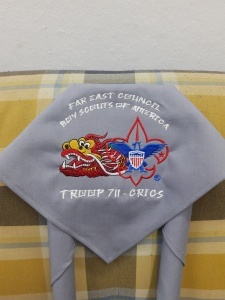 FAR EAST COUNCIL
BOY SCOUTS OF AMERICA
TROOP 711 - CRICS
®